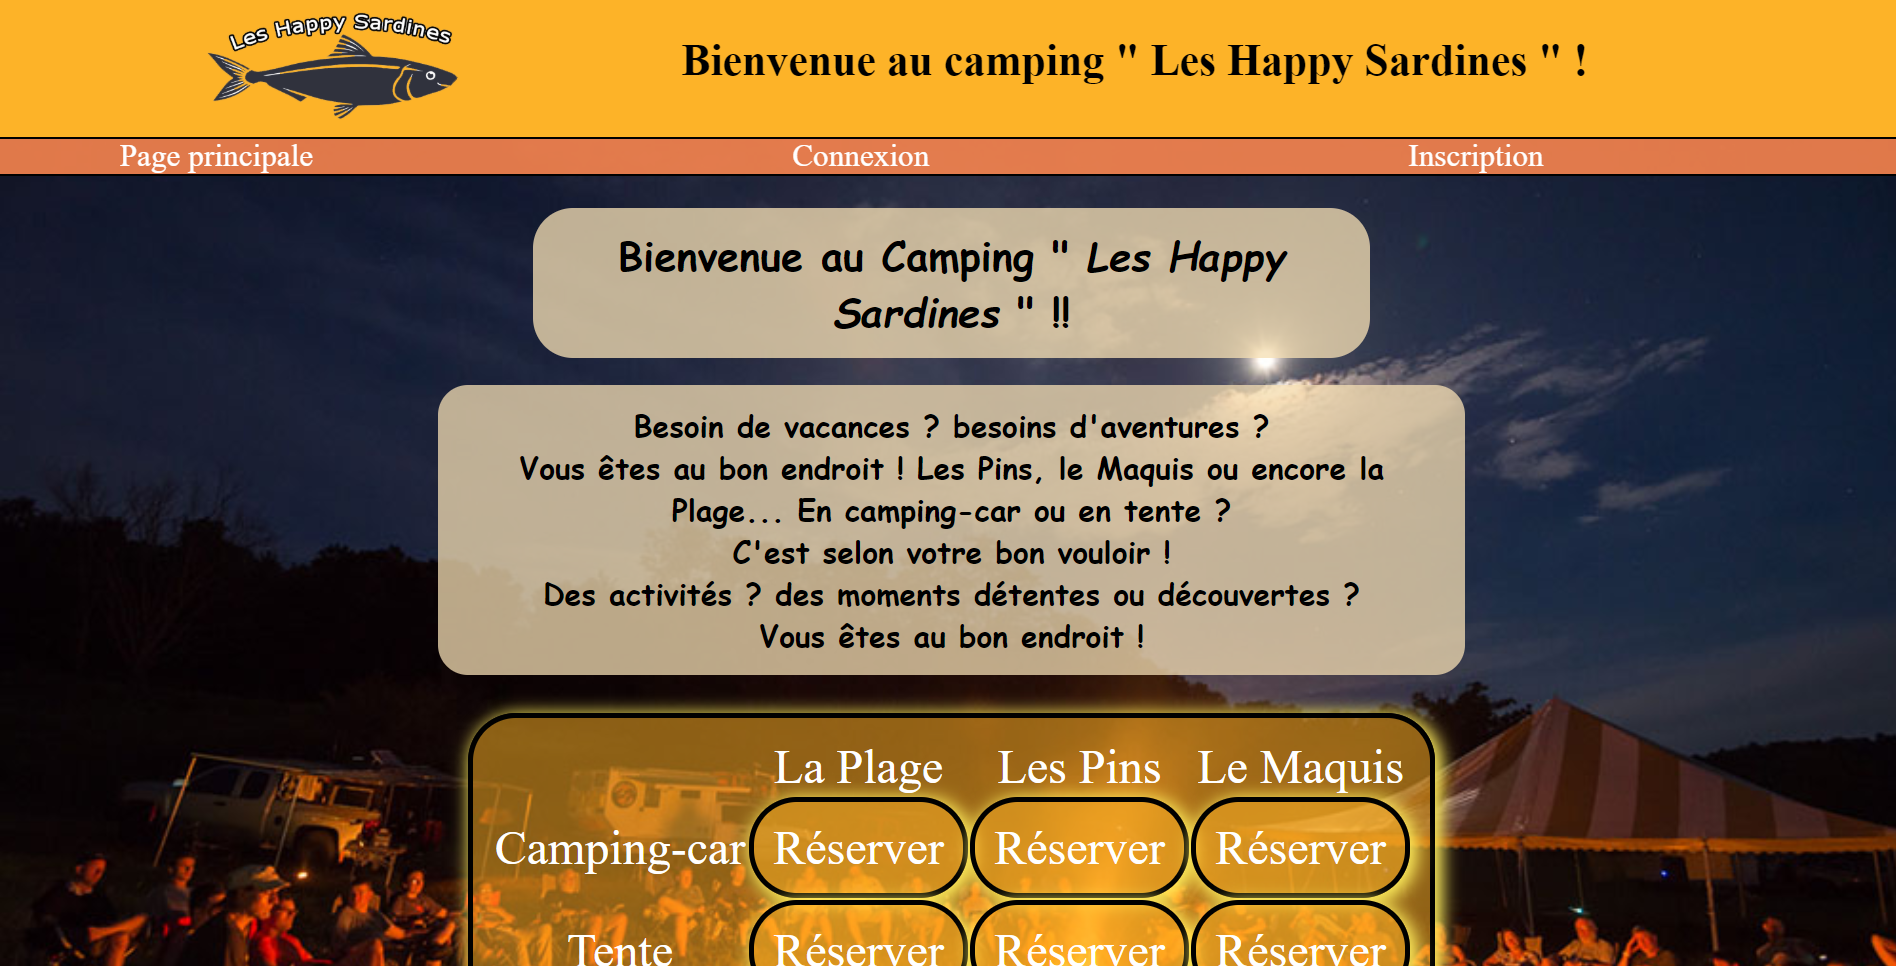 Les Happy Sardines
Bienvenue au camping " Les Happy Sardines " !
Page principale
Connexion
Inscription
Bienvenue au Camping " Les Happy
Sardines " !!
Besoin de vacances ? besoins d'aventures ?
Vous êtes au bon endroit ! Les Pins, le Maquis ou encore la
Plage... En camping-car ou en tente ?
C'est selon votre bon vouloir !
Des activités ? des moments détentes ou découvertes ?
Vous êtes au bon endroit !
La Plage Les Pins Le Maquis
Camping-car Réserver Réserver Réserver
Tente Réserver Réserver Réserver